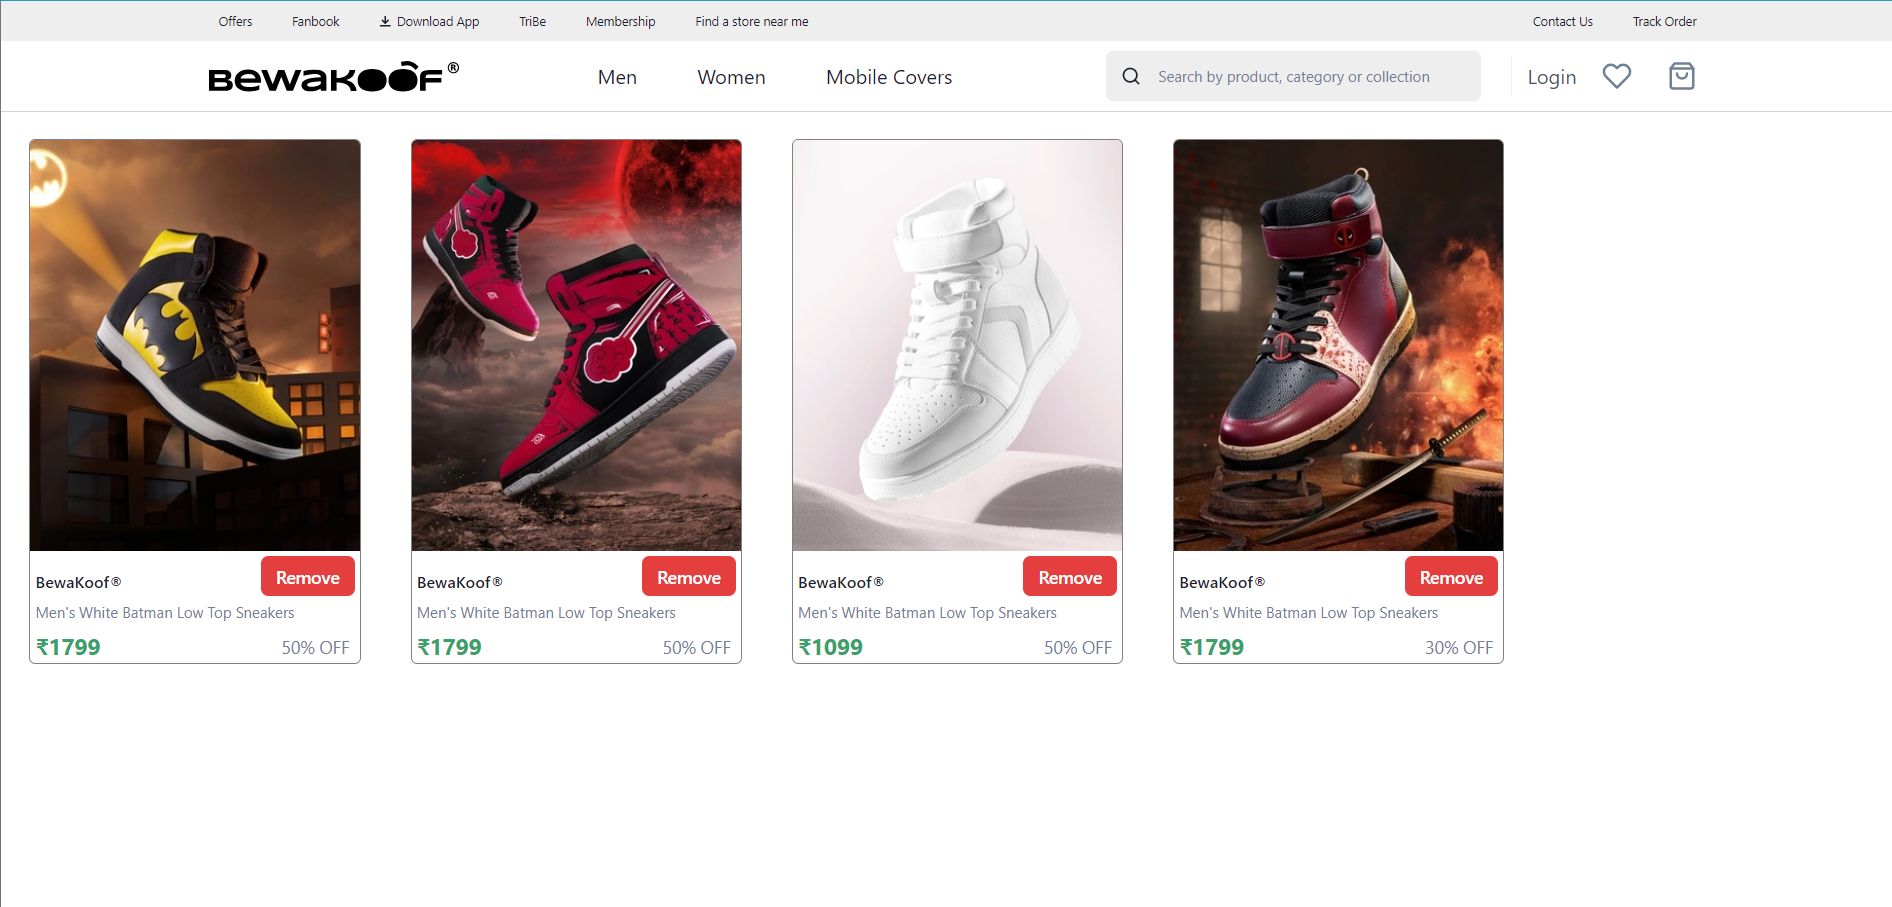 Offers Fanbook Download App TriBe Membership Find a store near me Contact Us Track Order
BEWAKOOF® Men Women Mobile Covers Search by product, category or collection Login
BewaKoof® Remove
Men's White Batman Low Top Sneakers
₹1799 50% OFF
BewaKoof® Remove
Men's White Batman Low Top Sneakers
₹1799 50% OFF
BewaKoof® Remove
Men's White Batman Low Top Sneakers
₹1099 50% OFF
BewaKoof® Remove
Men's White Batman Low Top Sneakers
₹1799 30% OFF